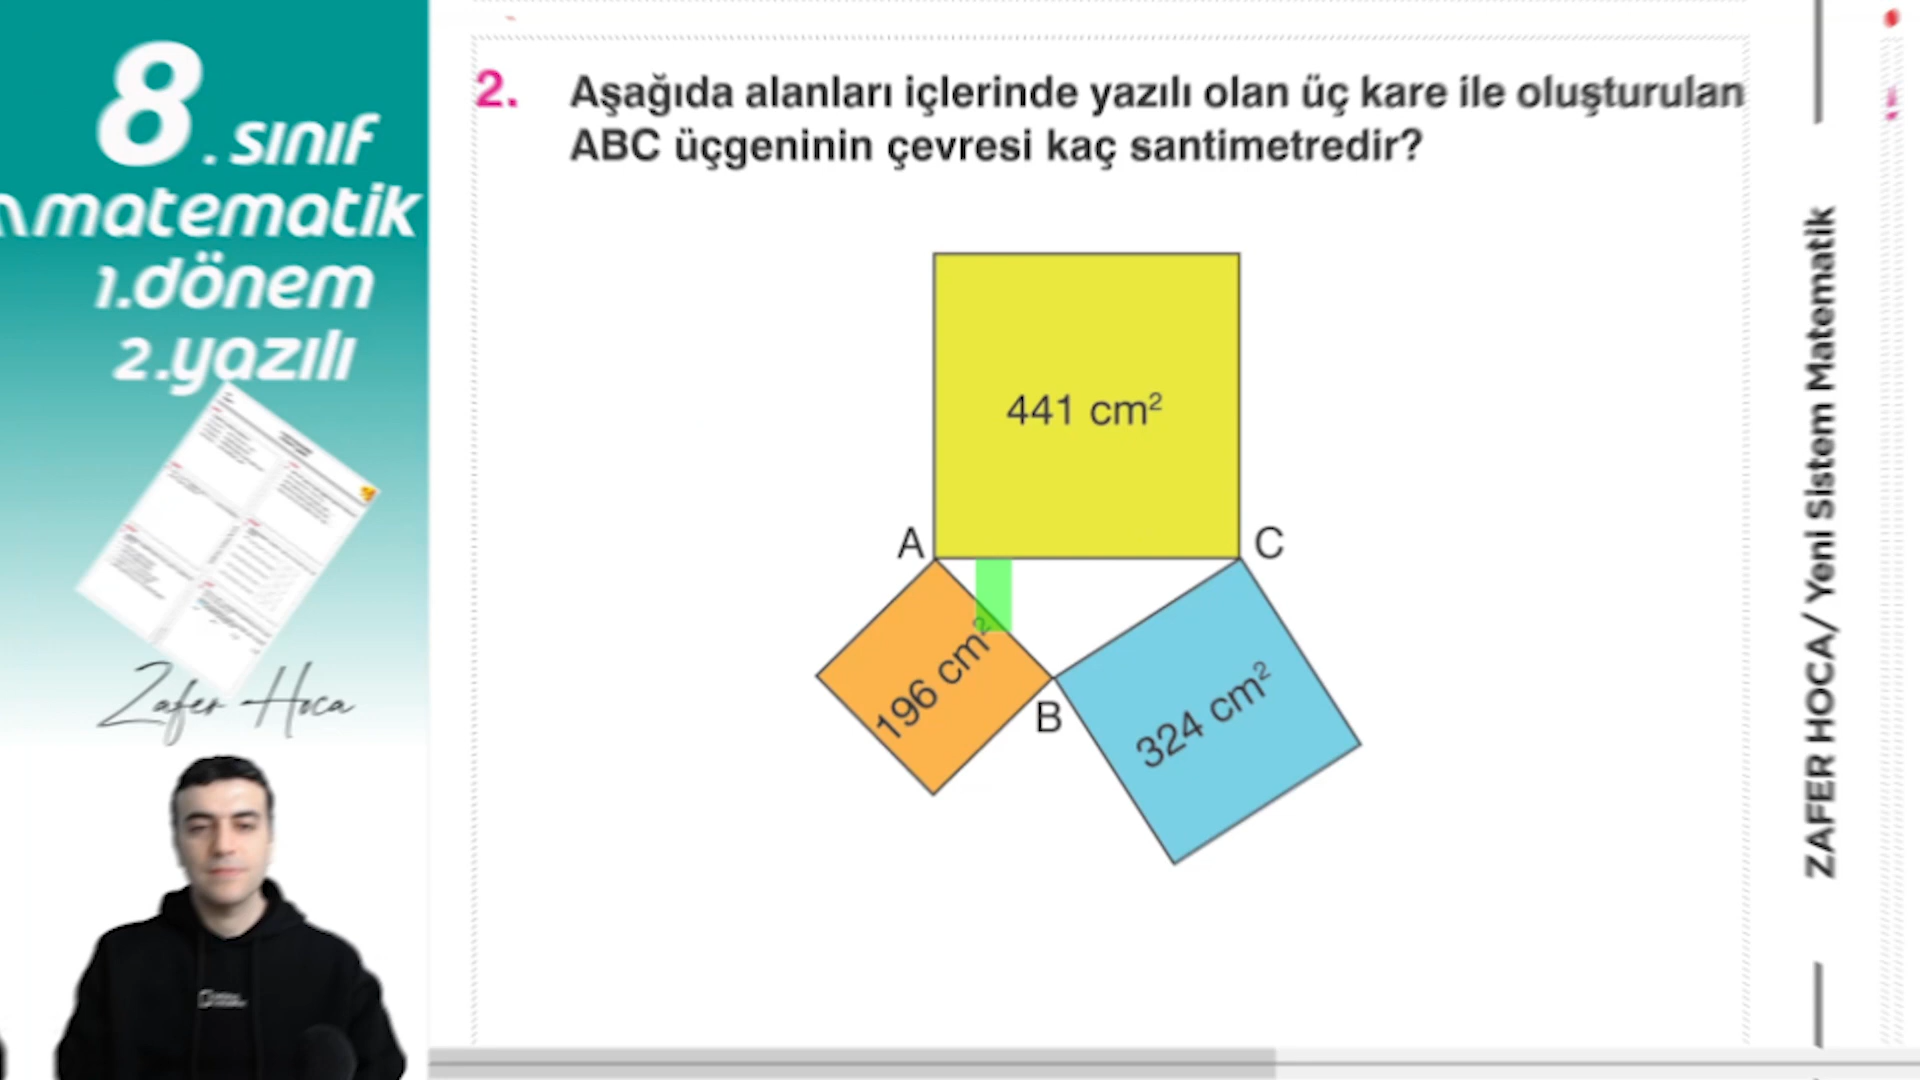 8. sınıf
matematik
1.dönem
2.yazılı
Zafer Hoca
2. Aşağıda alanları içlerinde yazılı olan üç kare ile oluşturulan
ABC üçgeninin çevresi kaç santimetredir?
441 cm²
A
C
196 cm²
B
324 cm²
ZAFER HOCA/ Yeni Sistem Matematik